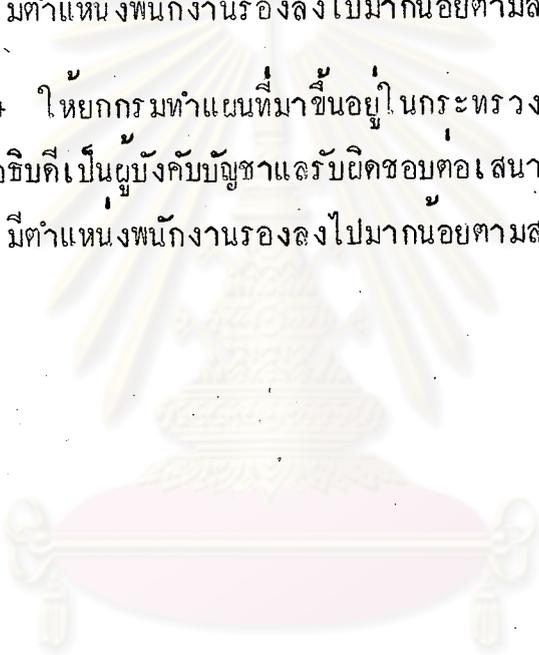 มีตำแหน่งพนักงานรองลงไปมากน้อยตามส
ให้ยกกรมทำแผนที่มาขึ้นอยู่ในกระทรวง
อธิบดีเป็นผู้บังคับบัญชาและรับผิดชอบต่อเสนา
มีตำแหน่งพนักงานรองลงไปมากน้อยตามส